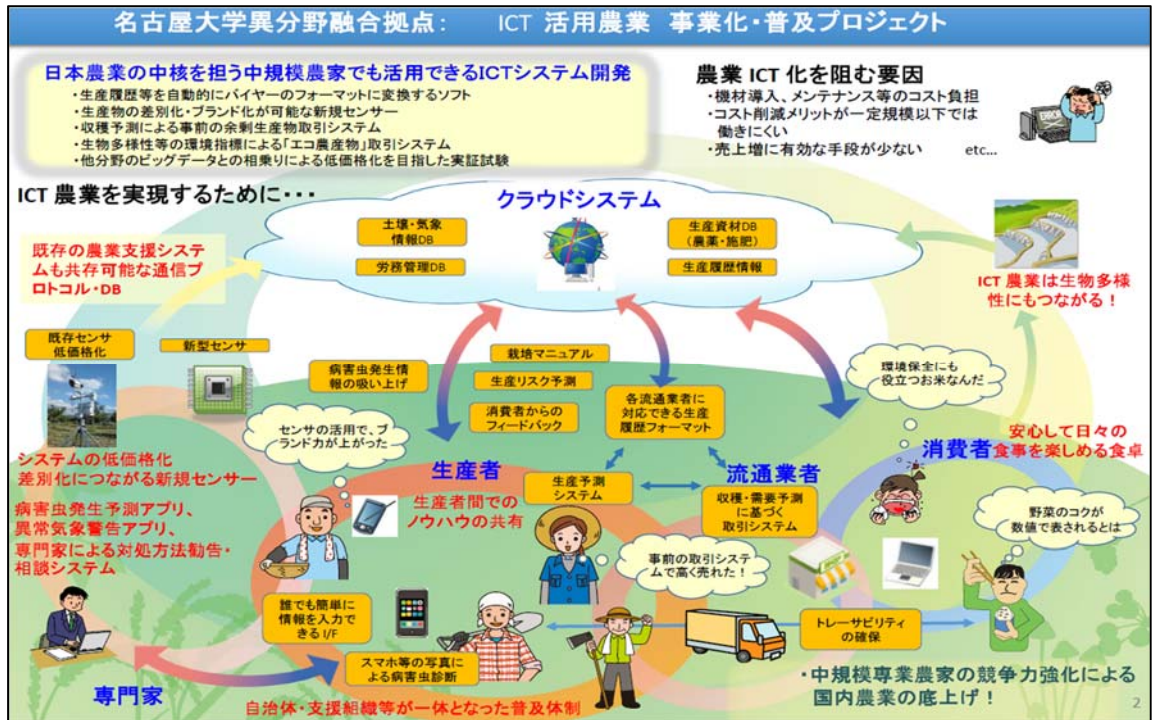 名古屋大学異分野融合拠点： ICT 活用農業 事業化・普及プロジェクト
日本農業の中核を担う中規模農家でも活用できるICTシステム開発
・生産履歴等を自動的にバイヤーのフォーマットに変換するソフト
・生産物の差別化・ブランド化が可能な新規センサー
・収穫予測による事前の余剰生産物取引システム
・生物多様性等の環境指標による「エコ農産物」取引システム
・他分野のビッグデータとの相乗りによる低価格化を目指した実証試験
農業 ICT 化を阻む要因
・機材導入、メンテナンス等のコスト負担
・コスト削減メリットが一定規模以下では
働きにくい
・売上増に有効な手段が少ない etc...
ERROR
ICT 農業を実現するために・・・
クラウドシステム
土壌・気象
情報DB
労務管理DB
生産資材DB
（農薬・施肥）
生産履歴情報
既存の農業支援システ
ムも共存可能な通信プ
ロトコル・DB
ICT 農業は生物多様
性にもつながる！
既存センサ
低価格化
新型センサ
病害虫発生情
報の吸い上げ
栽培マニュアル
生産リスク予測
消費者からの
フィードバック
各流通業者に
対応できる生産
履歴フォーマット
環境保全にも
役立つお米なんだ
センサの活用で、ブ
ランド力が上がった
システムの低価格化
差別化につながる新規センサー
病害虫発生予測アプリ、
異常気象警告アプリ、
専門家による対処方法勧告・
相談システム
生産者
生産者間での
ノウハウの共有
生産予測
システム
流通業者
収穫・需要予測
に基づく
取引システム
消費者
安心して日々の
食事を楽しめる食卓
野菜のコクが
数値で表されるとは
事前の取引システ
ムで高く売れた！
誰でも簡単に
情報を入力で
きる I/F
スマホ等の写真に
よる病害虫診断
トレーサビリティ
の確保
専門家
自治体・支援組織等が一体となった普及体制
・中規模専業農家の競争力強化による
国内農業の底上げ！
2